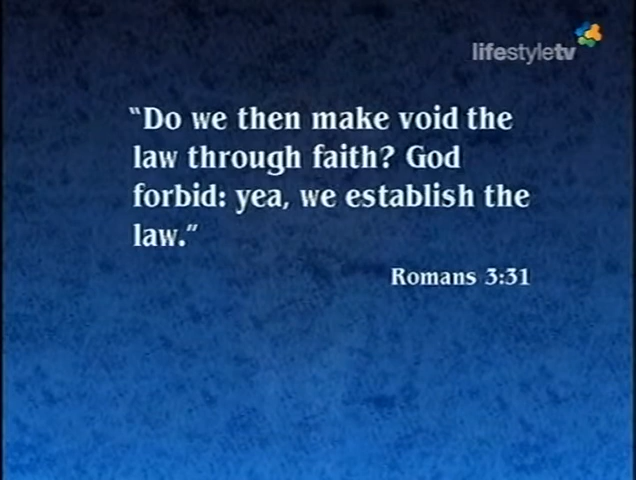 lifestyletv
"Do we then make void the
law through faith? God
forbid: yea, we establish the
law."
Romans 3:31